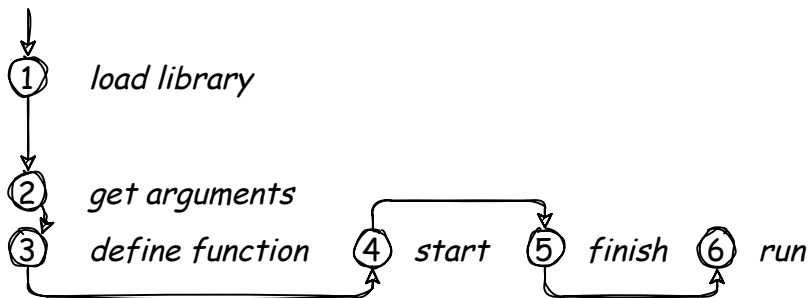 1 load library
2 get arguments
3 define function 4 start 5 finish 6 run